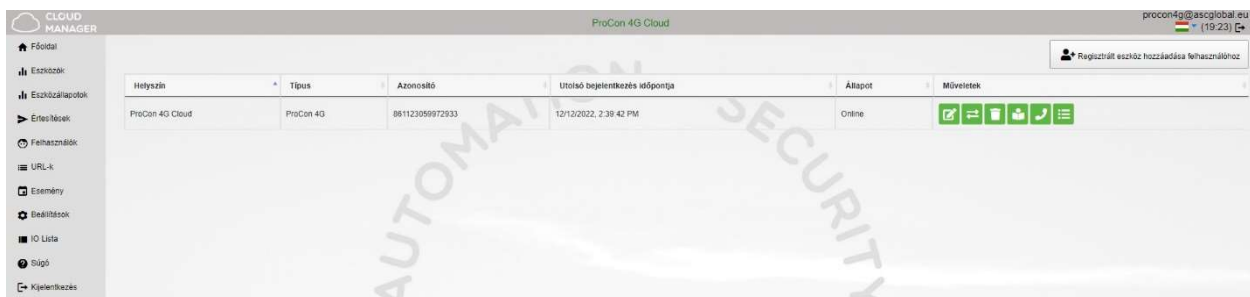 CLOUD
MANAGER
ProCon 4G Cloud
procon4g@ascglobal.eu
(19:23)
Főoldal
Eszközök
Eszközállapotok
Értesítések
Felhasználók
URL-k
Esemény
Beállítások
IO Lista
Súgó
Kijelentkezés
Regisztrált eszköz hozzáadása felhasználóhoz
Helyszín Típus Azonosító Utolsó bejelentkezés időpontja Állapot Műveletek
ProCon 4G Cloud ProCon 4G 861123059972933 12/12/2022, 2:39:42 PM Online
AUTOMATION SECURITY